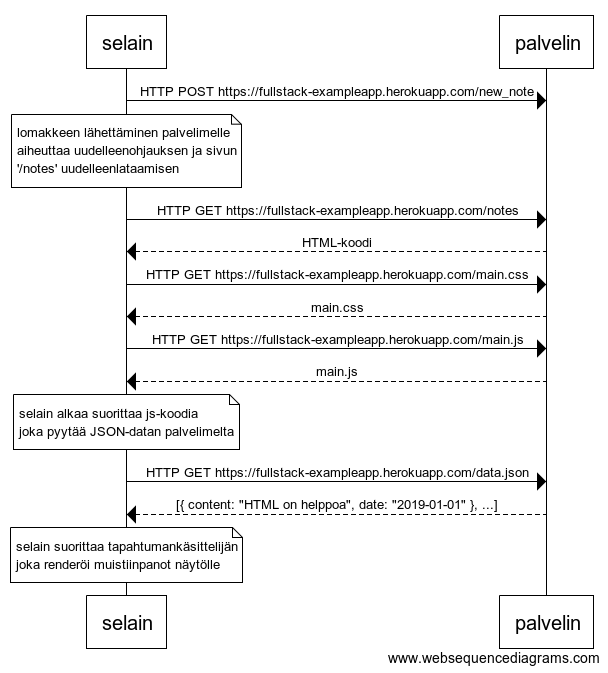 selain
palvelin
HTTP POST https://fullstack-exampleapp.herokuapp.com/new_note
lomakkeen lähettäminen palvelimelle
aiheuttaa uudelleenohjauksen ja sivun
'/notes' uudelleenlataamisen
HTTP GET https://fullstack-exampleapp.herokuapp.com/notes
HTML-koodi
HTTP GET https://fullstack-exampleapp.herokuapp.com/main.css
main.css
HTTP GET https://fullstack-exampleapp.herokuapp.com/main.js
main.js
selain alkaa suorittaa js-koodia
joka pyytää JSON-datan palvelimelta
HTTP GET https://fullstack-exampleapp.herokuapp.com/data.json
[{ content: "HTML on helppoa", date: "2019-01-01" }, ...]
selain suorittaa tapahtumankäsittelijän
joka renderöi muistiinpanot näytölle
selain
palvelin
www.websequencediagrams.com